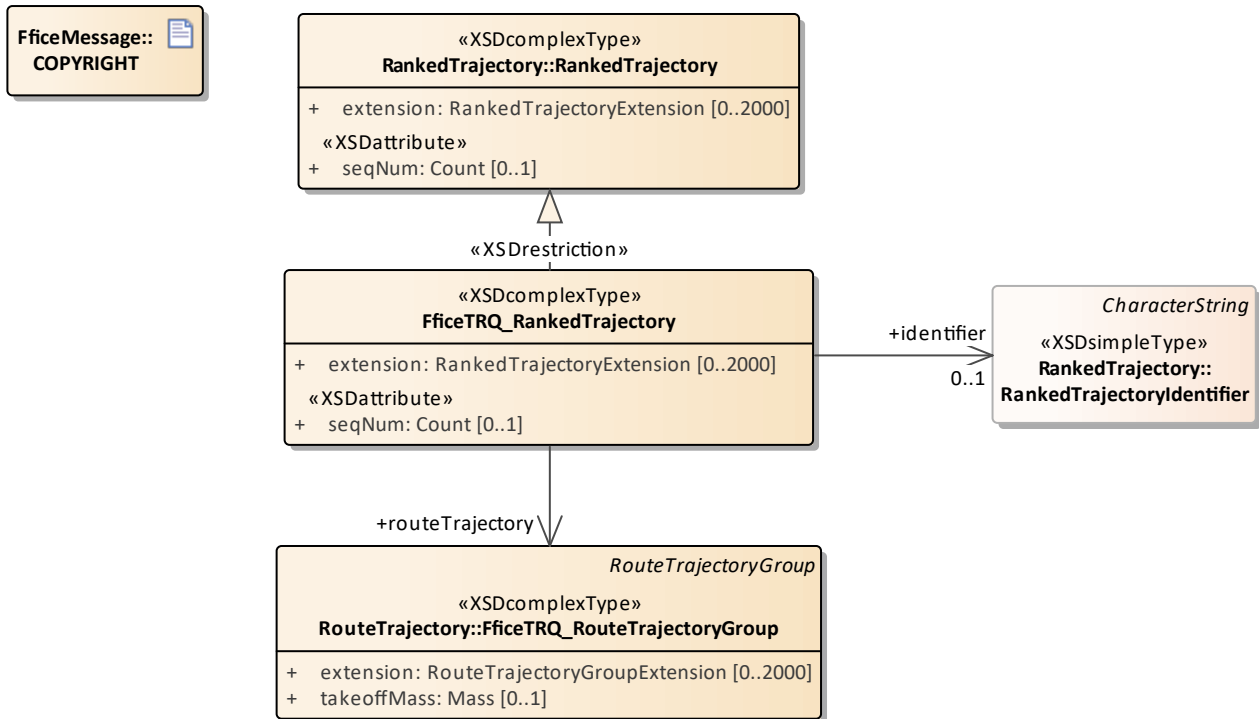 FficeMessage::
COPYRIGHT
«XSDcomplexType»
RankedTrajectory::RankedTrajectory
+ extension: RankedTrajectoryExtension [0..2000]
«XSDattribute»
+ seqNum: Count [0..1]
«XSDrestriction»
«XSDcomplexType»
FficeTRQ_RankedTrajectory
+ extension: RankedTrajectoryExtension [0..2000]
«XSDattribute»
+ seqNum: Count [0..1]
+identifier
0..1
CharacterString
«XSDsimpleType»
RankedTrajectory::
RankedTrajectoryIdentifier
+routeTrajectory
RouteTrajectoryGroup
«XSDcomplexType»
RouteTrajectory::FficeTRQ_RouteTrajectoryGroup
+ extension: RouteTrajectoryGroupExtension [0..2000]
+ takeoffMass: Mass [0..1]